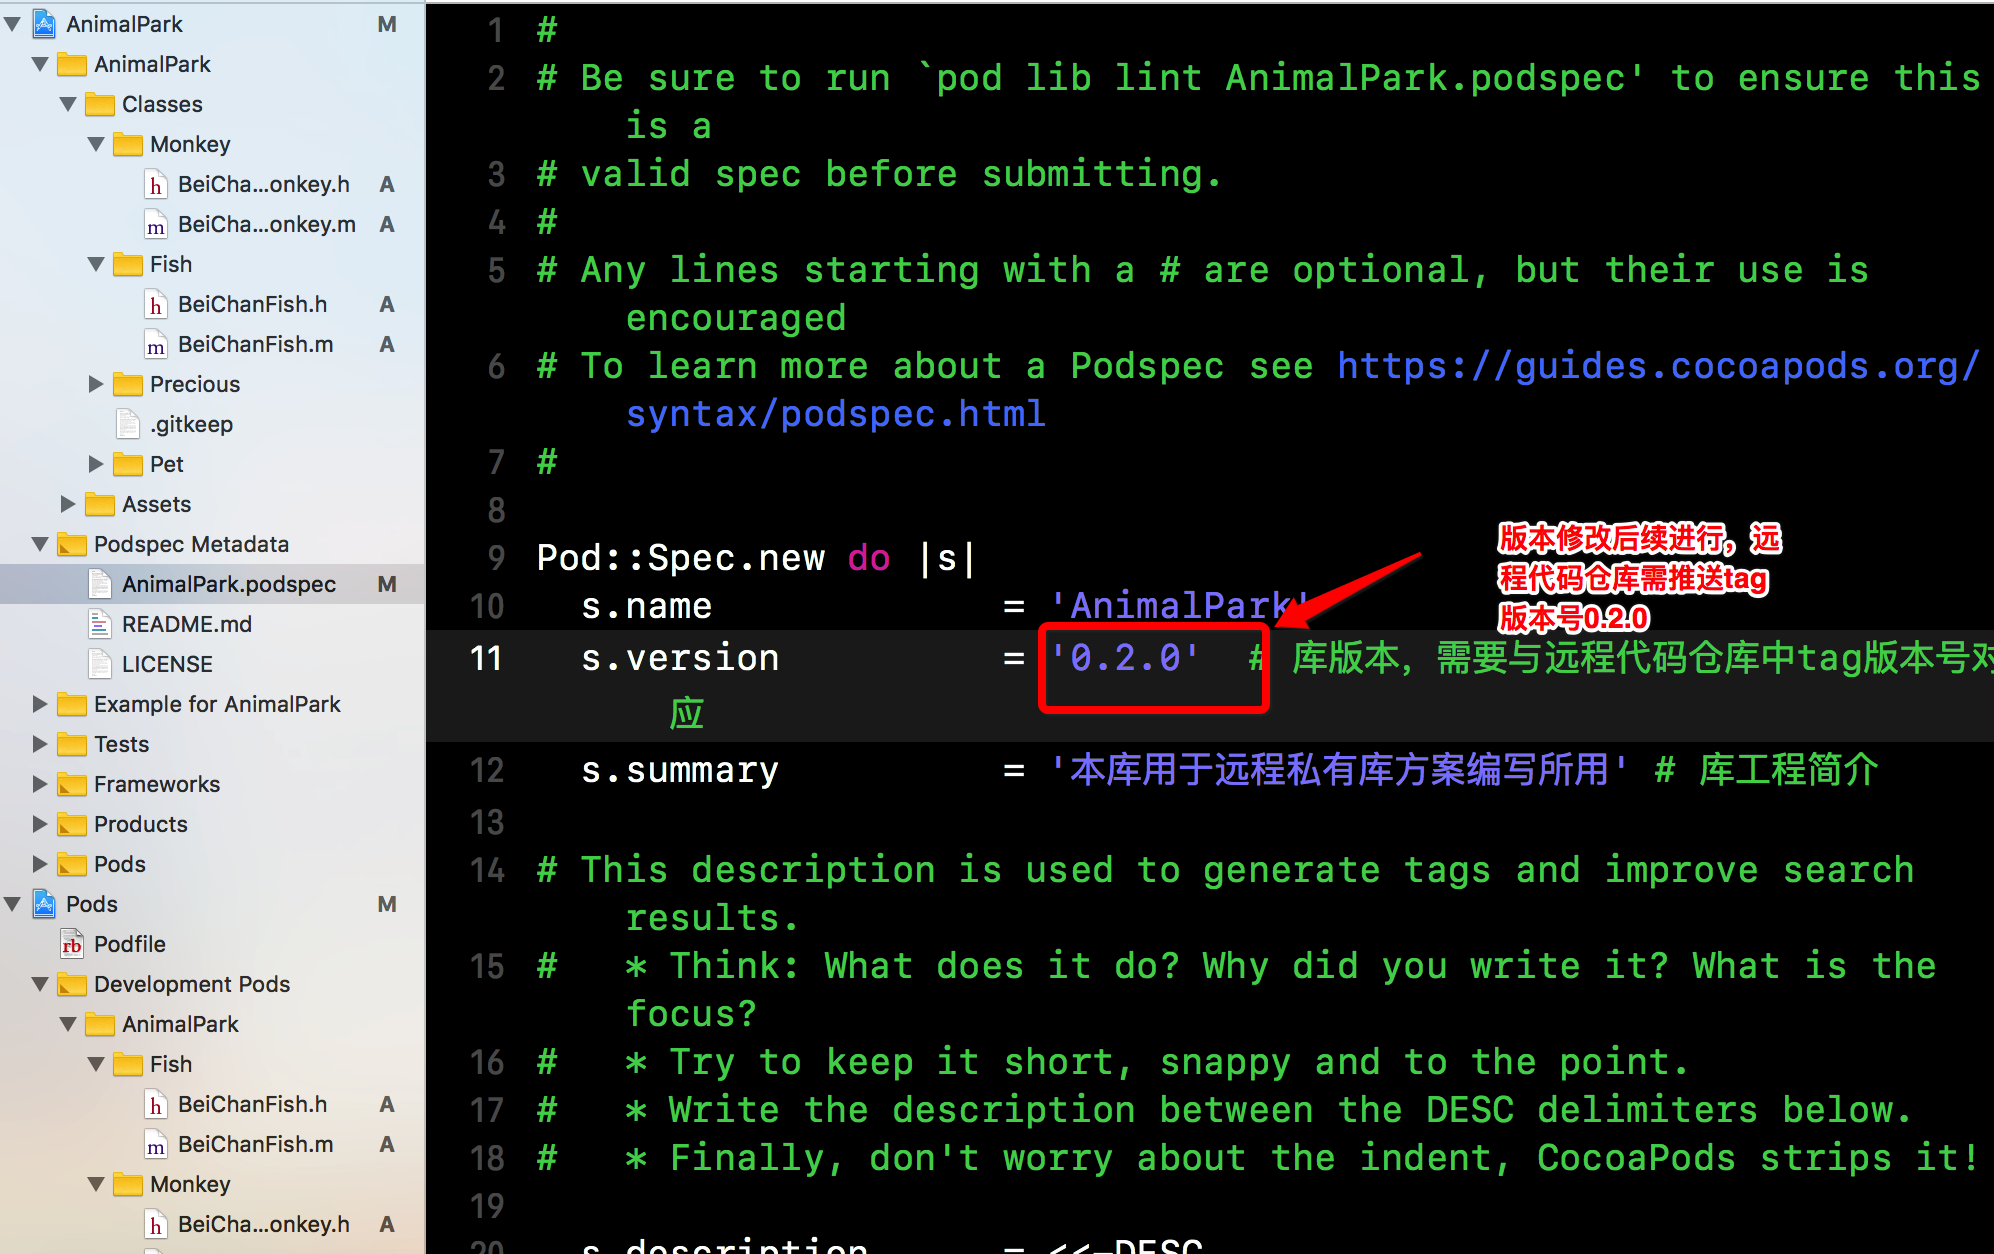 AnimalPark M
AnimalPark
Classes
Monkey
h BeiCha...onkey.h A
m BeiCha...onkey.m A
Fish
h BeiChanFish.h A
m BeiChanFish.m A
Precious
.gitkeep
Pet
Assets
Podspec Metadata
AnimalPark.podspec M
README.md
LICENSE
Example for AnimalPark
Tests
Frameworks
Products
Pods
Pods M
rb Podfile
Development Pods
AnimalPark
Fish
h BeiChanFish.h A
m BeiChanFish.m A
Monkey
h BeiCha...onkey.h A
1 #
2 # Be sure to run `pod lib lint AnimalPark.podspec' to ensure this
is a
3 # valid spec before submitting.
4 #
5 # Any lines starting with a # are optional, but their use is
encouraged
6 # To learn more about a Podspec see https://guides.cocoapods.org/
syntax/podspec.html
7 #
8
9 Pod::Spec.new do |s|
10 s.name = 'AnimalPark'
11 s.version = '0.2.0' # 库版本，需要与远程代码仓库中tag版本号对
应
12 s.summary = '本库用于远程私有库方案编写所用' # 库工程简介
13
14 # This description is used to generate tags and improve search
results.
15 # * Think: What does it do? Why did you write it? What is the
focus?
16 # * Try to keep it short, snappy and to the point.
17 # * Write the description between the DESC delimiters below.
18 # * Finally, don't worry about the indent, CocoaPods strips it!
19
20 s.description = <<-DESC
版本修改后续进行，远
程代码仓库需推送tag
版本号0.2.0